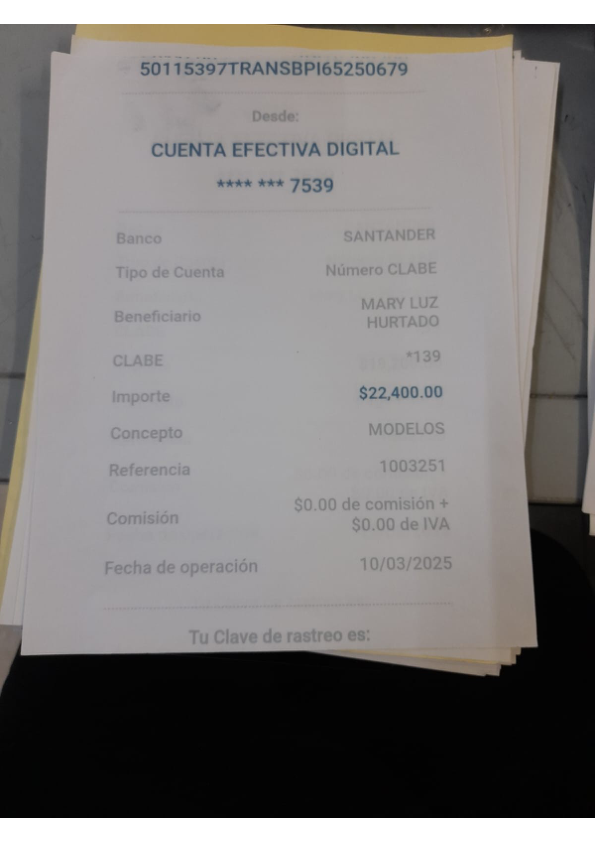 50115397TRANSBPI65250679
Desde:
CUENTA EFECTIVA DIGITAL
**** *** 7539
Banco SANTANDER
Tipo de Cuenta Número CLABE
Beneficiario MARY LUZ HURTADO
CLABE *139
Importe $22,400.00
Concepto MODELOS
Referencia 1003251
Comisión $0.00 de comisión + $0.00 de IVA
Fecha de operación 10/03/2025
Tu Clave de rastreo es: